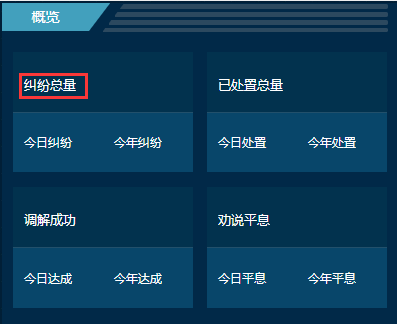 概览
纠纷总量
已处置总量
今日纠纷 今年纠纷
今日处置 今年处置
调解成功
劝说平息
今日达成 今年达成
今日平息 今年平息